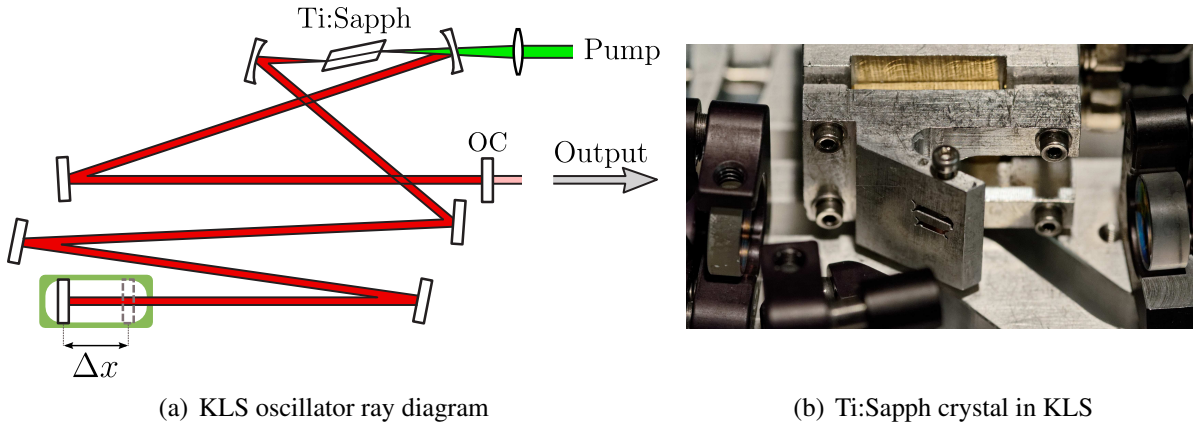 Ti:Sapph
Pump
OC
Output
Δx
(a) KLS oscillator ray diagram
(b) Ti:Sapph crystal in KLS